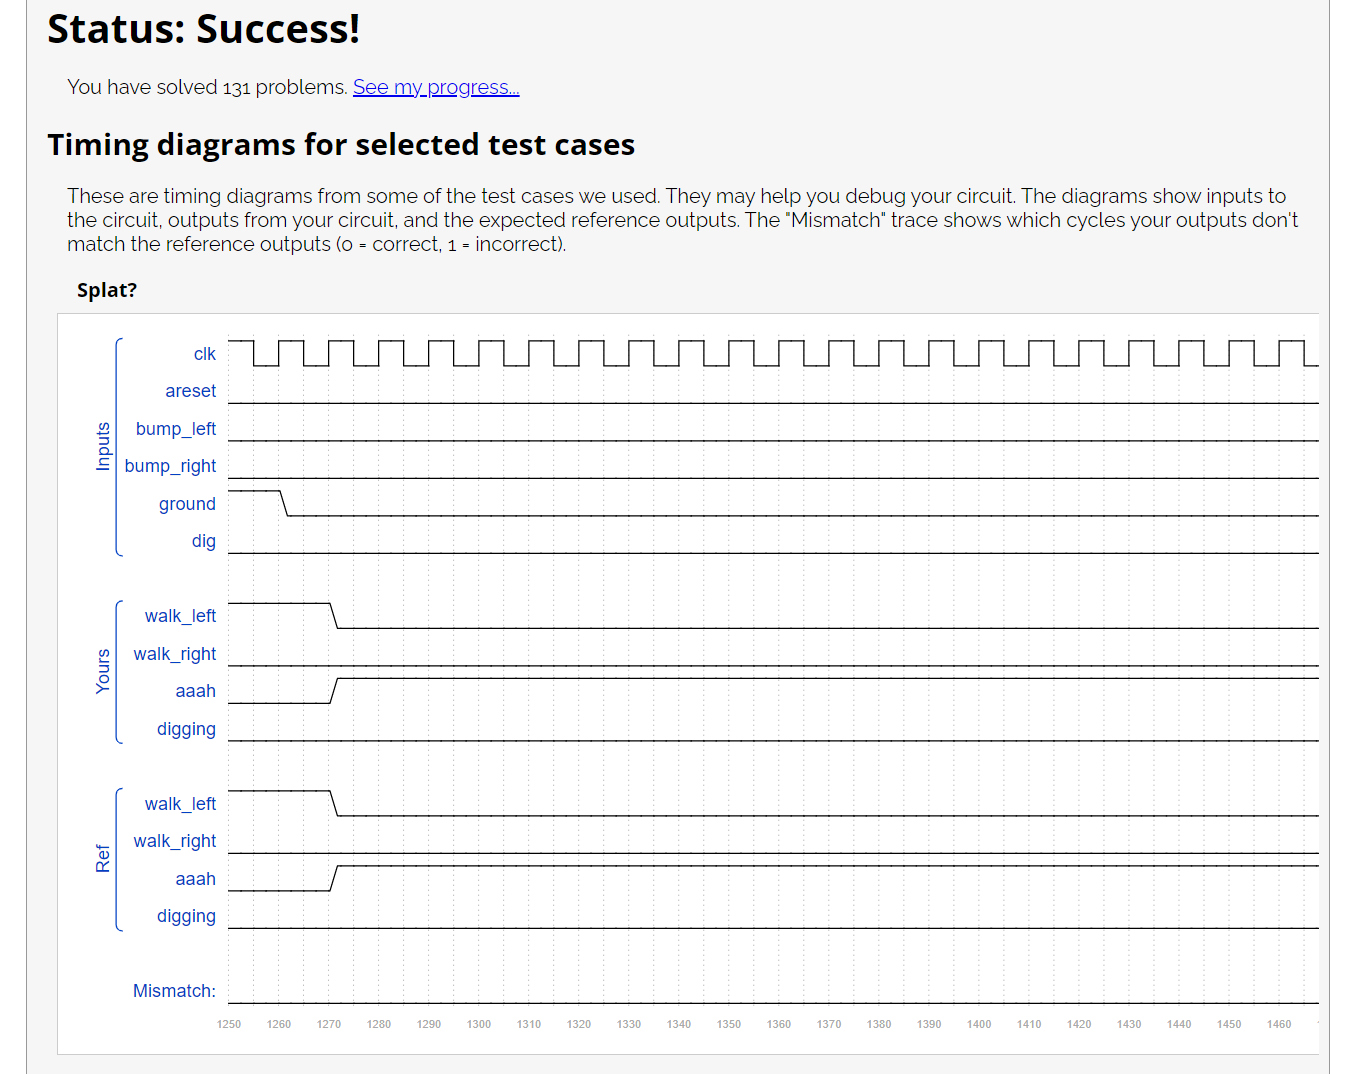 Status: Success!
You have solved 131 problems. See my progress...
Timing diagrams for selected test cases
These are timing diagrams from some of the test cases we used. They may help you debug your circuit. The diagrams show inputs to
the circuit, outputs from your circuit, and the expected reference outputs. The "Mismatch" trace shows which cycles your outputs don't
match the reference outputs (0 = correct, 1 = incorrect).
Splat?
Inputs
clk
areset
bump_left
bump_right
ground
dig
Yours
walk_left
walk_right
aaah
digging
Ref
walk_left
walk_right
aaah
digging
Mismatch:
1250 1260 1270 1280 1290 1300 1310 1320 1330 1340 1350 1360 1370 1380 1390 1400 1410 1420 1430 1440 1450 1460